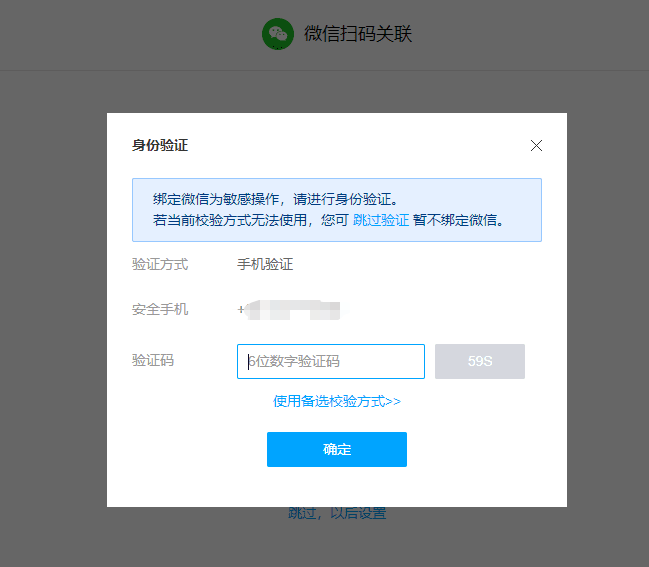 微信扫码关联
身份验证
绑定微信为敏感操作，请进行身份验证。
若当前校验方式无法使用，您可 跳过验证 暂不绑定微信。
验证方式 手机验证
安全手机 +
验证码 6位数字验证码 59S
使用备选校验方式>>
确定
跳过，以后设置